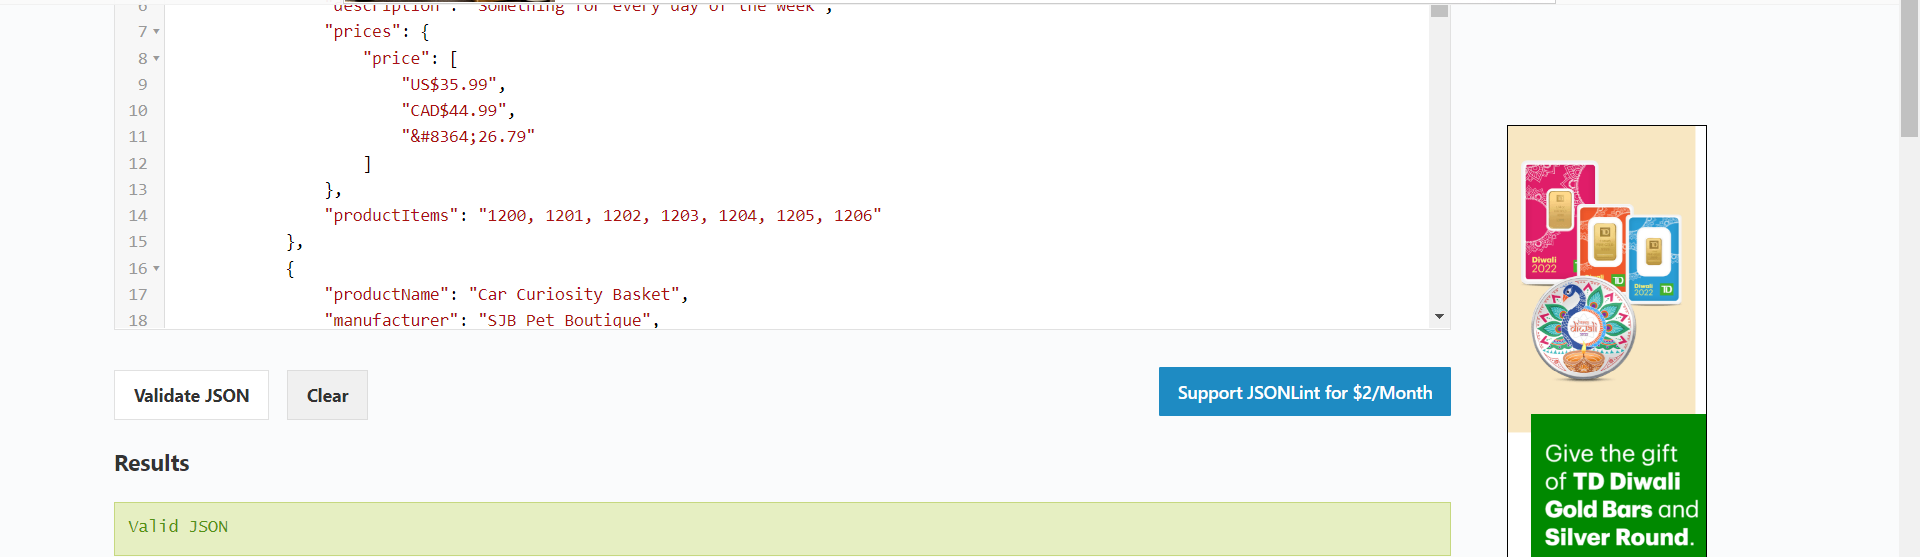 6 "description": "Something for every day of the week",
7 "prices": {
8 "price": [
9 "US$35.99",
10 "CAD$44.99",
11 "&#8364;26.79"
12 ]
13 },
14 "productItems": "1200, 1201, 1202, 1203, 1204, 1205, 1206"
15 },
16 {
17 "productName": "Car Curiosity Basket",
18 "manufacturer": "SJB Pet Boutique",
Validate JSON
Clear
Support JSONLint for $2/Month
Results
Valid JSON
Diwali
2022
TD
Diwali
2022
TD
diwali
Give the gift
of TD Diwali
Gold Bars and
Silver Round.